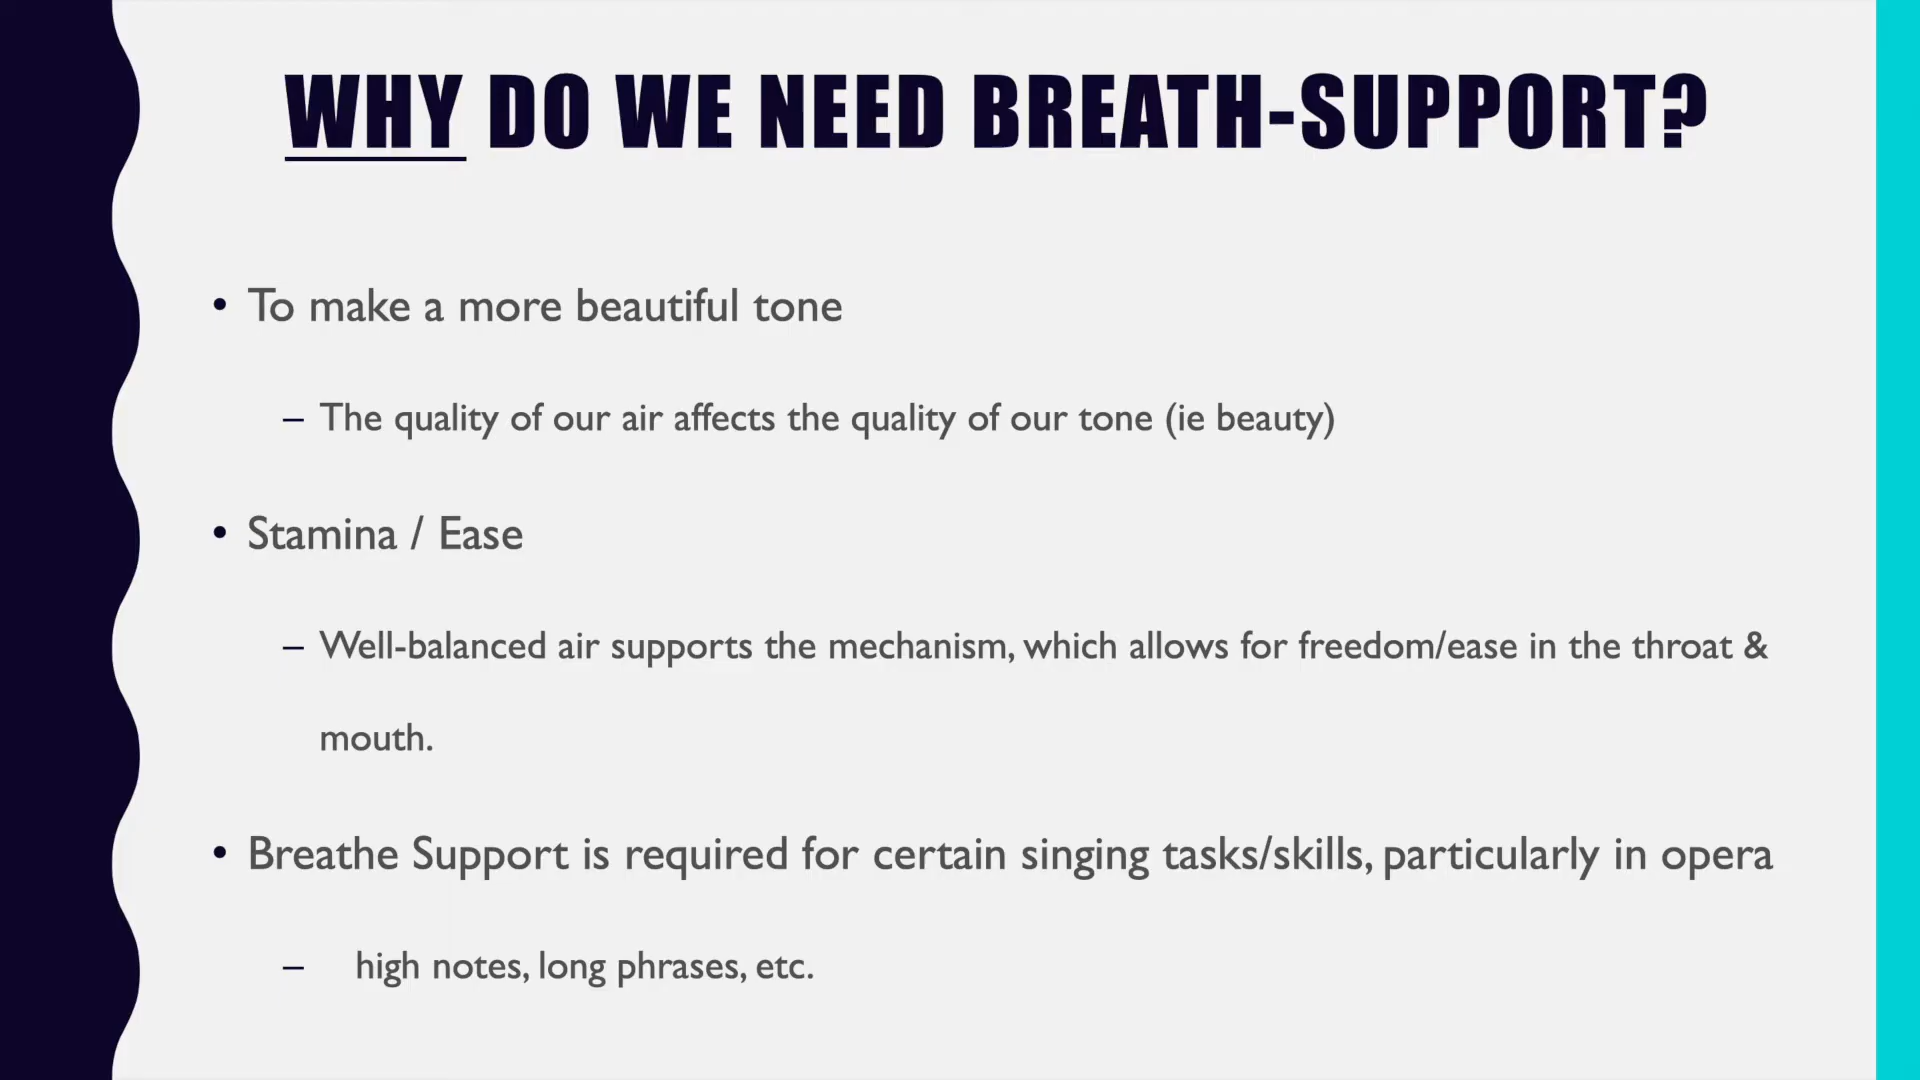 WHY DO WE NEED BREATH-SUPPORT?
• To make a more beautiful tone
– The quality of our air affects the quality of our tone (ie beauty)
• Stamina / Ease
– Well-balanced air supports the mechanism, which allows for freedom/ease in the throat &
mouth.
• Breathe Support is required for certain singing tasks/skills, particularly in opera
– high notes, long phrases, etc.